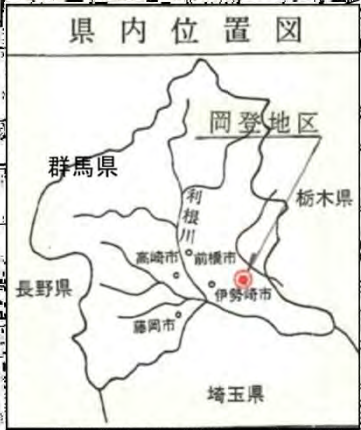 県内位置図
岡登地区
群馬県
利根川
栃木県
高崎市
前橋市
伊勢崎市
長野県
藤岡市
埼玉県